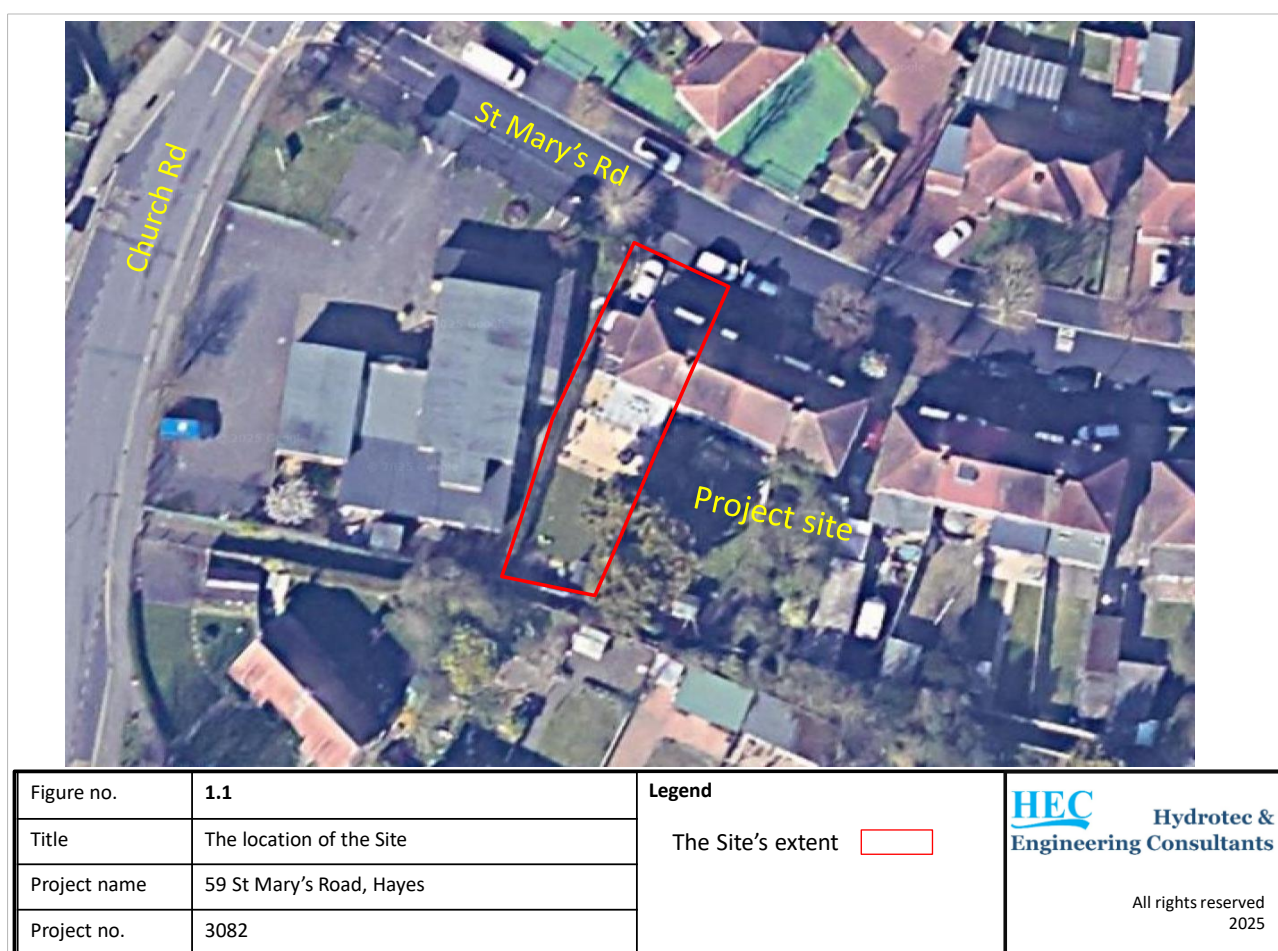 Church Rd
St Mary’s Rd
Project site
Figure no.
1.1
Title
The location of the Site
Project name
59 St Mary’s Road, Hayes
Project no.
3082
Legend
The Site’s extent
HEC
Hydrotec &
Engineering Consultants
All rights reserved
2025